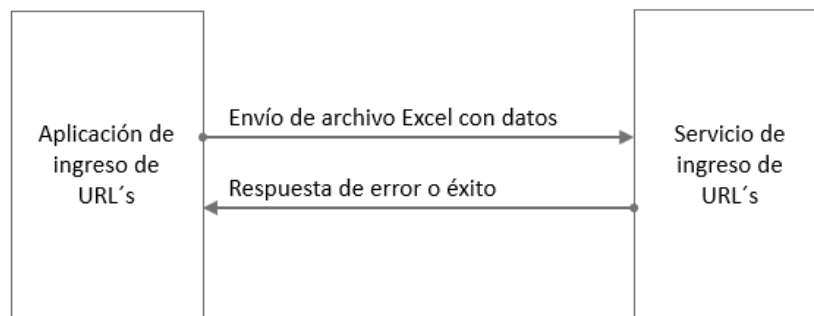 Aplicación de
ingreso de
URL´s
Envío de archivo Excel con datos
Respuesta de error o éxito
Servicio de
ingreso de
URL´s